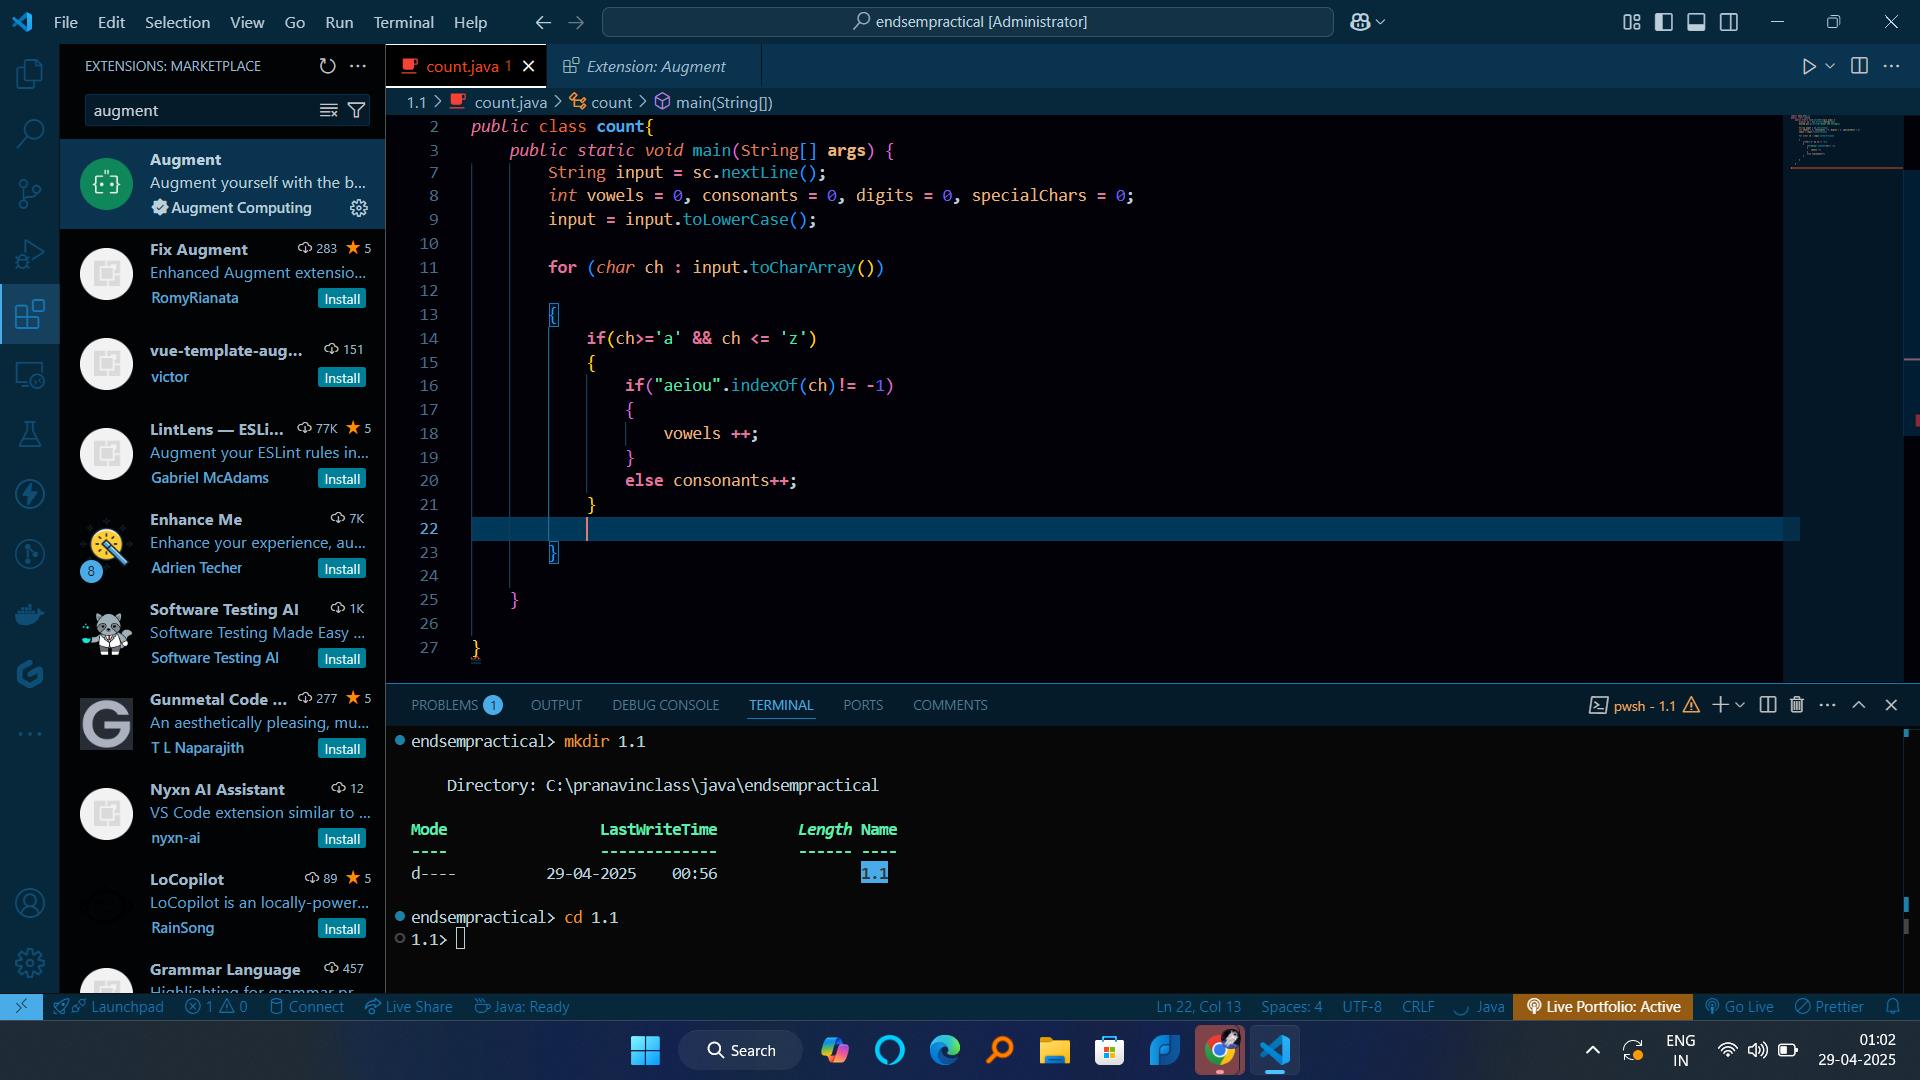 File Edit Selection View Go Run Terminal Help
endsempractical [Administrator]
EXTENSIONS: MARKETPLACE
augment
Augment
Augment yourself with the b...
Augment Computing
Fix Augment 283 5
Enhanced Augment extensio...
RomyRianata Install
vue-template-aug... 151
victor Install
LintLens — ESLi... 77K 5
Augment your ESLint rules in...
Gabriel McAdams Install
Enhance Me 7K
Enhance your experience, au...
8 Adrien Techer Install
Software Testing AI 1K
Software Testing Made Easy ...
Software Testing AI Install
Gunmetal Code ... 277 5
An aesthetically pleasing, mu...
T L Naparajith Install
Nyxn AI Assistant 12
VS Code extension similar to ...
nyxn-ai Install
LoCopilot 89 5
LoCopilot is an locally-power...
RainSong Install
Grammar Language 457
count.java 1 Extension: Augment
1.1 > count.java > count > main(String[])
2 public class count{
3 public static void main(String[] args) {
7 String input = sc.nextLine();
8 int vowels = 0, consonants = 0, digits = 0, specialChars = 0;
9 input = input.toLowerCase();
10
11 for (char ch : input.toCharArray())
12
13 {
14 if(ch>='a' && ch <= 'z')
15 {
16 if("aeiou".indexOf(ch)!= -1)
17 {
18 vowels ++;
19 }
20 else consonants++;
21 }
22
23 }
24
25 }
26
27 }
PROBLEMS 1 OUTPUT DEBUG CONSOLE TERMINAL PORTS COMMENTS pwsh - 1.1
endsempractical> mkdir 1.1
Directory: C:\pranavinclass\java\endsempractical
Mode LastWriteTime Length Name
---- ------------- ------ ----
d---- 29-04-2025 00:56 1.1
endsempractical> cd 1.1
1.1>
Launchpad 1 0 Connect Live Share Java: Ready Ln 22, Col 13 Spaces: 4 UTF-8 CRLF Java Live Portfolio: Active Go Live Prettier
Search
ENG
IN
01:02
29-04-2025